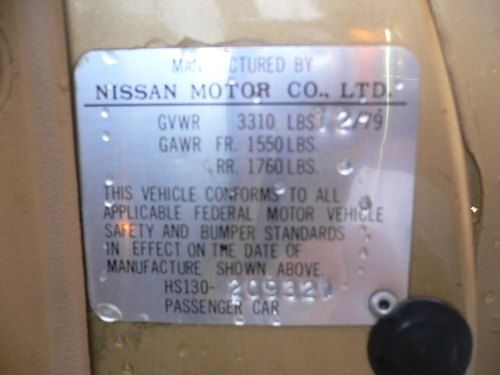 MANUFACTURED BY
NISSAN MOTOR CO., LTD.
GVWR 3310 LBS. 2/79
GAWR FR. 1550 LBS.
RR. 1760 LBS.
THIS VEHICLE CONFORMS TO ALL
APPLICABLE FEDERAL MOTOR VEHICLE
SAFETY AND BUMPER STANDARDS
IN EFFECT ON THE DATE OF
MANUFACTURE SHOWN ABOVE.
HS130-
PASSENGER CAR